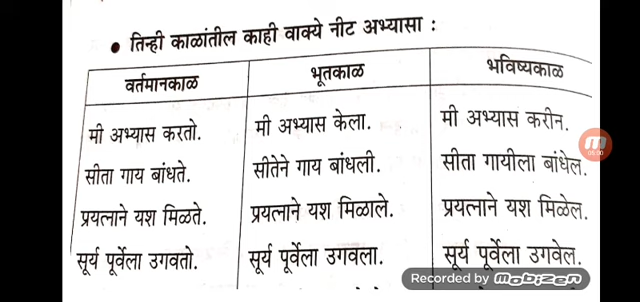 • तिन्ही काळांतील काही वाक्ये नीट अभ्यासा :
वर्तमानकाळ भूतकाळ भविष्यकाळ
मी अभ्यास करतो. मी अभ्यास केला. मी अभ्यास करीन.
सीता गाय बांधते. सीतेने गाय बांधली. सीता गायीला बांधेल.
प्रयत्नाने यश मिळते. प्रयत्नाने यश मिळाले. प्रयत्नाने यश मिळेल.
सूर्य पूर्वेला उगवतो. सूर्य पूर्वेला उगवला. सूर्य पूर्वेला उगवेल.
Recorded by mobizen